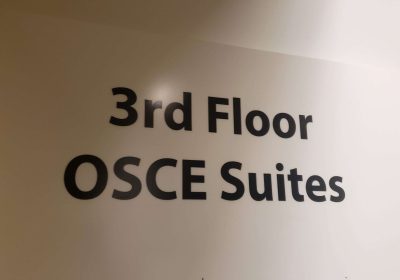 3rd Floor
OSCE Suites